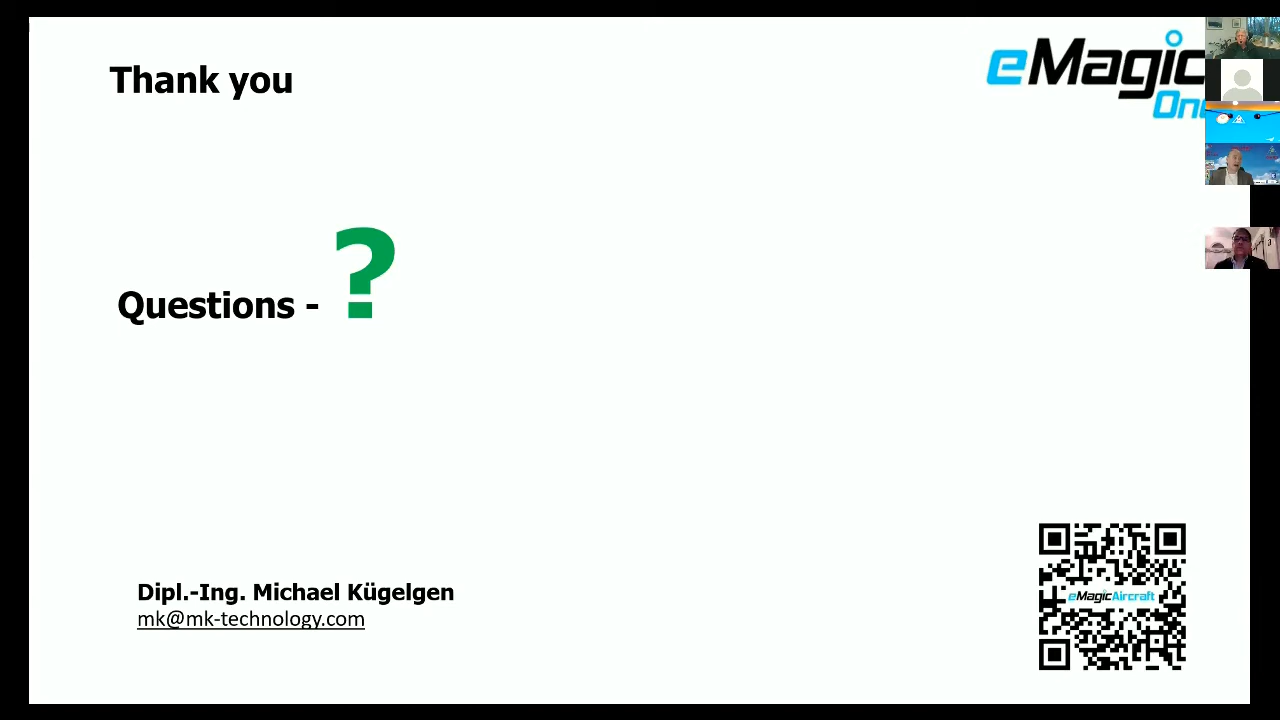 Thank you
eMagic
One
Questions - ?
Dipl.-Ing. Michael Kügelgen
mk@mk-technology.com
eMagicAircraft